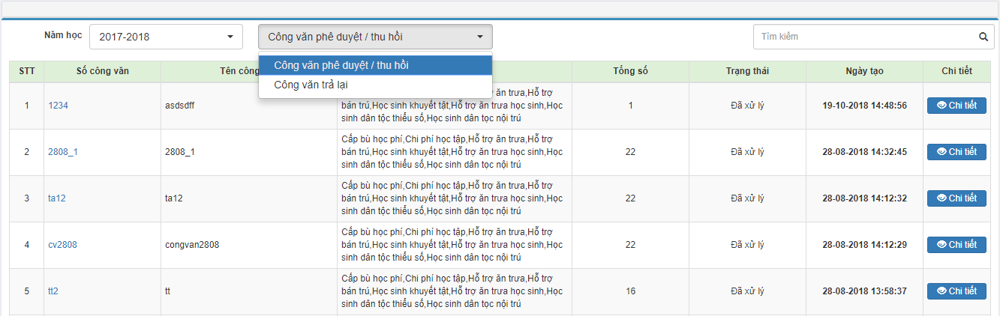 Năm học
2017-2018
Công văn phê duyệt / thu hồi
Tìm kiếm
Công văn phê duyệt / thu hồi
Công văn trả lại
STT Số công văn Tên công Tổng số Trạng thái Ngày tạo Chi tiết
1 1234 asdsdff ợ ăn trưa,Hỗ trợ
bán trú,Học sinh khuyết tật,Hỗ trợ ăn trưa học sinh,Học
sinh dân tộc thiểu số,Học sinh dân tọc nội trú
1 Đã xử lý 19-10-2018 14:48:56 Chi tiết
2 2808_1 2808_1 Cấp bù học phí,Chi phí học tập,Hỗ trợ ăn trưa,Hỗ trợ
bán trú,Học sinh khuyết tật,Hỗ trợ ăn trưa học sinh,Học
sinh dân tộc thiểu số,Học sinh dân tọc nội trú
22 Đã xử lý 28-08-2018 14:32:45 Chi tiết
3 ta12 ta12 Cấp bù học phí,Chi phí học tập,Hỗ trợ ăn trưa,Hỗ trợ
bán trú,Học sinh khuyết tật,Hỗ trợ ăn trưa học sinh,Học
sinh dân tộc thiểu số,Học sinh dân tọc nội trú
22 Đã xử lý 28-08-2018 14:12:32 Chi tiết
4 cv2808 congvan2808 Cấp bù học phí,Chi phí học tập,Hỗ trợ ăn trưa,Hỗ trợ
bán trú,Học sinh khuyết tật,Hỗ trợ ăn trưa học sinh,Học
sinh dân tộc thiểu số,Học sinh dân tọc nội trú
22 Đã xử lý 28-08-2018 14:12:29 Chi tiết
5 tt2 tt Cấp bù học phí,Chi phí học tập,Hỗ trợ ăn trưa,Hỗ trợ
bán trú,Học sinh khuyết tật,Hỗ trợ ăn trưa học sinh,Học
sinh dân tộc thiểu số,Học sinh dân tọc nội trú
16 Đã xử lý 28-08-2018 13:58:37 Chi tiết